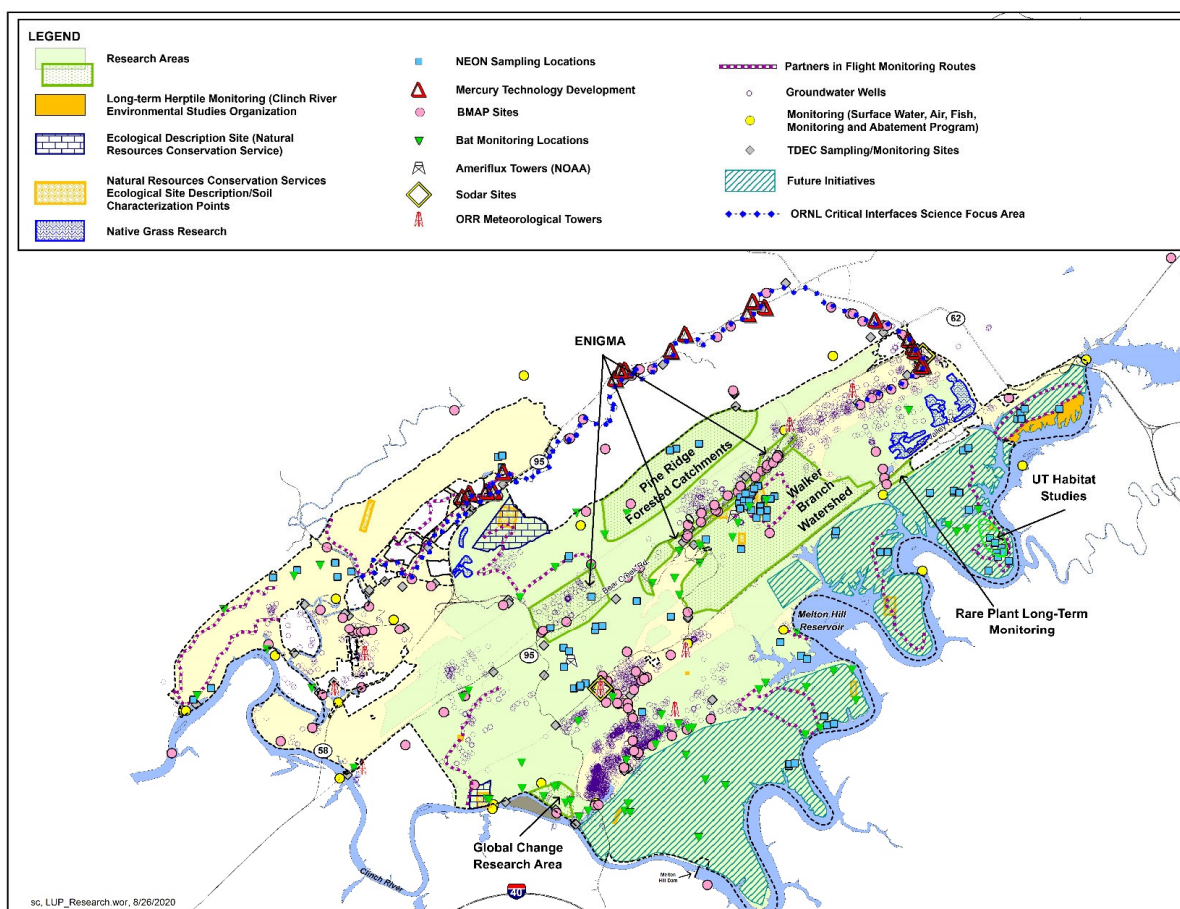 LEGEND
Research Areas
Long-term Herptile Monitoring (Clinch River
Environmental Studies Organization
Ecological Description Site (Natural
Resources Conservation Service)
Natural Resources Conservation Services
Ecological Site Description/Soil
Characterization Points
Native Grass Research
NEON Sampling Locations
Mercury Technology Development
BMAP Sites
Bat Monitoring Locations
Ameriflux Towers (NOAA)
Sodar Sites
ORR Meteorological Towers
Partners in Flight Monitoring Routes
Groundwater Wells
Monitoring (Surface Water, Air, Fish,
Monitoring and Abatement Program)
TDEC Sampling/Monitoring Sites
Future Initiatives
ORNL Critical Interfaces Science Focus Area
62
ENIGMA
95
Pine Ridge
Forested Catchments
Walker
Branch
Watershed
UT Habitat
Studies
Rare Plant Long-Term
Monitoring
Melton Hill
Reservoir
95
58
Global Change
Research Area
Clinch River
Melton
Hill Dam
40
sc, LUP_Research.wor, 8/26/2020